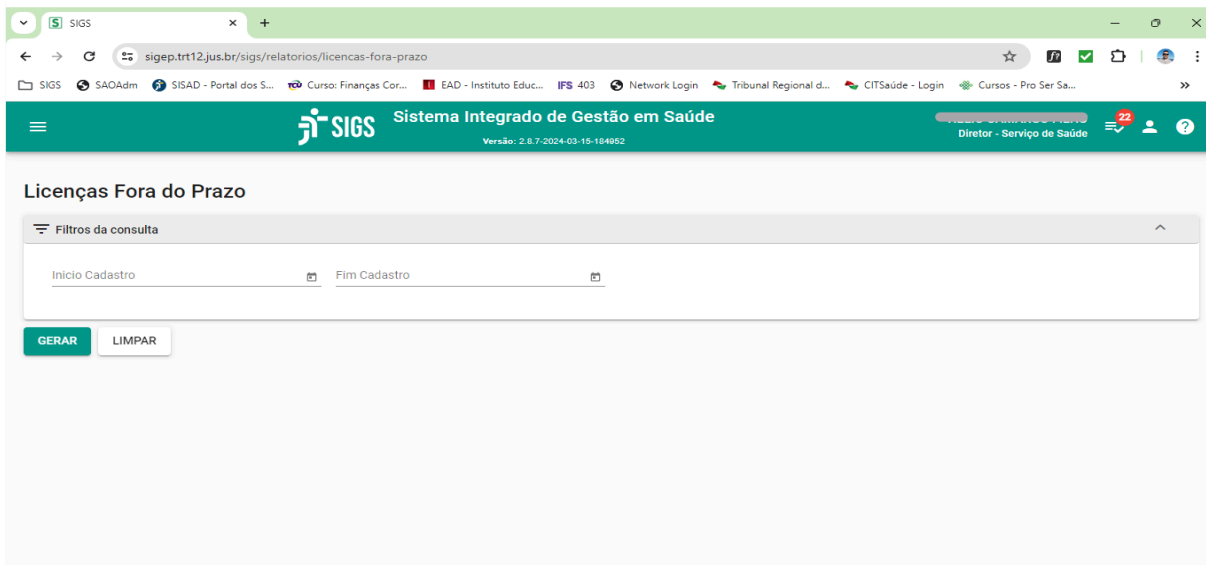 SIGS
sigep.trt12.jus.br/sigs/relatorios/licencas-fora-prazo
f?
SIGS SAOAdm SISAD - Portal dos S... TCU Curso: Finanças Cor... EAD - Instituto Educ... IFS 403 Network Login Tribunal Regional d... CITSaúde - Login Cursos - Pro Ser Sa... »
SIGS
Sistema Integrado de Gestão em Saúde
Versão: 2.8.7-2024-03-15-184952
Diretor - Serviço de Saúde
22
Licenças Fora do Prazo
Filtros da consulta
Inicio Cadastro Fim Cadastro
GERAR LIMPAR